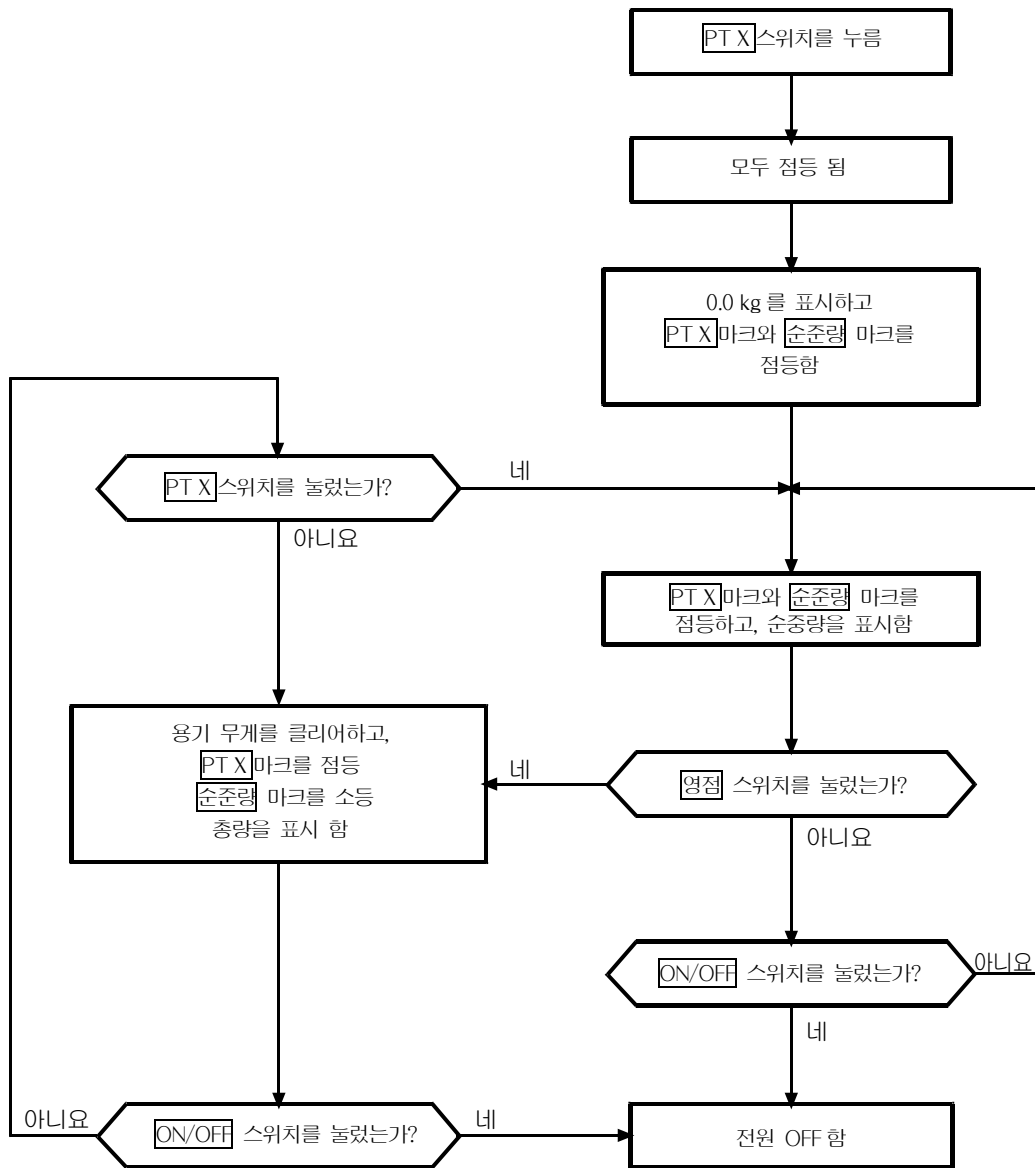 PT X 스위치를 누름
모두 점등 됨
0.0 kg 를 표시하고
PT X 마크와 순준량 마크를
점등함
PT X 스위치를 눌렀는가?
네
아니요
PT X 마크와 순준량 마크를
점등하고, 순중량을 표시함
용기 무게를 클리어하고,
PT X 마크를 점등
순준량 마크를 소등
총량을 표시 함
네
영점 스위치를 눌렀는가?
아니요
ON/OFF 스위치를 눌렀는가?
아니요
네
아니요
ON/OFF 스위치를 눌렀는가?
네
전원 OFF 함